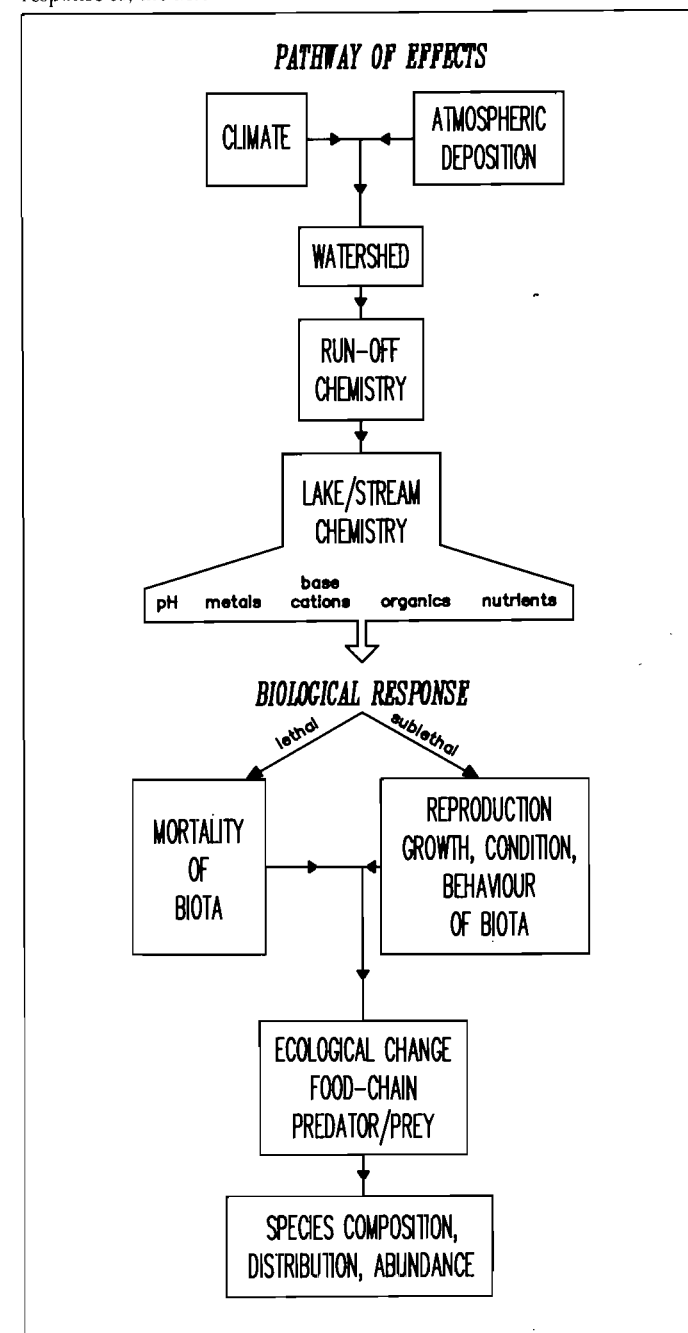 PATHWAY OF EFFECTS
CLIMATE
ATMOSPHERIC
DEPOSITION
WATERSHED
RUN-OFF
CHEMISTRY
LAKE/STREAM
CHEMISTRY
pH metals base cations organics nutrients
BIOLOGICAL RESPONSE
lethal
sublethal
MORTALITY
OF
BIOTA
REPRODUCTION
GROWTH, CONDITION,
BEHAVIOUR
OF BIOTA
ECOLOGICAL CHANGE
FOOD-CHAIN
PREDATOR/PREY
SPECIES COMPOSITION,
DISTRIBUTION, ABUNDANCE